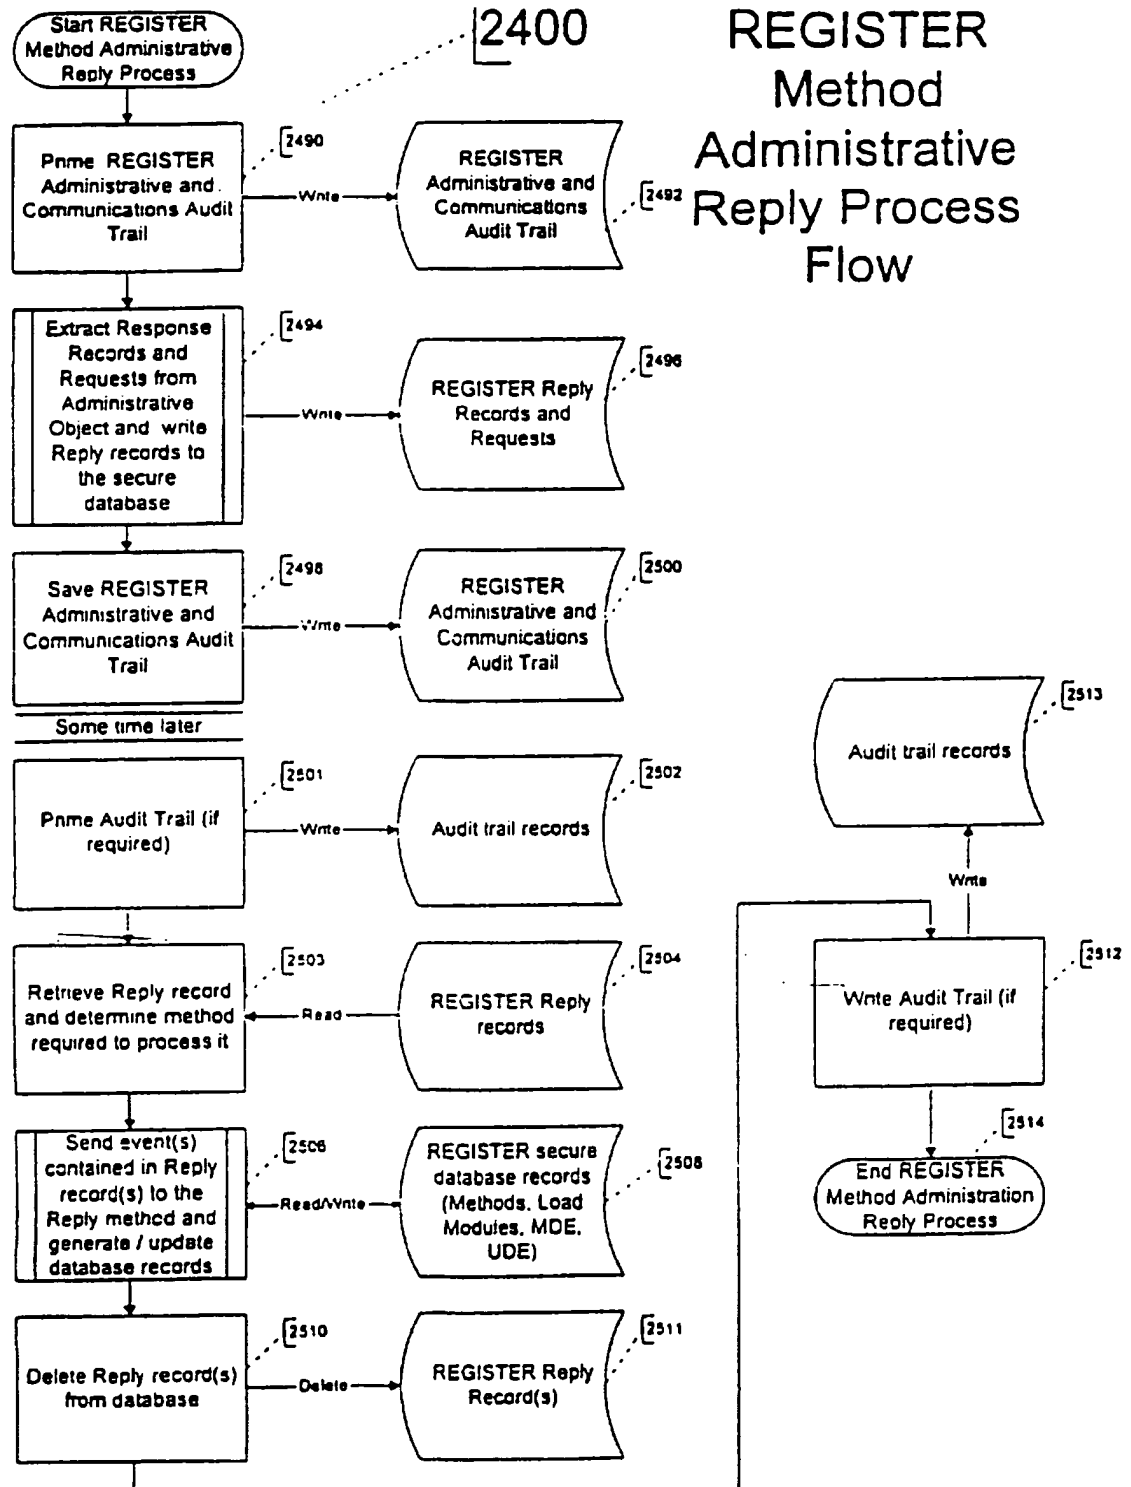 Start REGISTER
Method Administrative
Reply Process
2400
REGISTER
Method
Administrative
Reply Process
Flow
Prime REGISTER
Administrative and
Communications Audit
Trail
2490
Write
REGISTER
Administrative and
Communications
Audit Trail
2492
Extract Response
Records and
Requests from
Administrative
Object and write
Reply records to
the secure
database
2494
Write
REGISTER Reply
Records and
Requests
2496
Save REGISTER
Administrative and
Communications Audit
Trail
2498
Write
REGISTER
Administrative and
Communications
Audit Trail
2500
Some time later
Prime Audit Trail (if
required)
2501
Write
Audit trail records
2502
Retrieve Reply record
and determine method
required to process it
2503
Read
REGISTER Reply
records
2504
Send event(s)
contained in Reply
record(s) to the
Reply method and
generate / update
database records
2506
Read/Write
REGISTER secure
database records
(Methods, Load
Modules, MDE,
UDE)
2508
Delete Reply record(s)
from database
2510
Delete
REGISTER Reply
Record(s)
2511
Audit trail records
2513
Write
Write Audit Trail (if
required)
2512
2514
End REGISTER
Method Administration
Reply Process